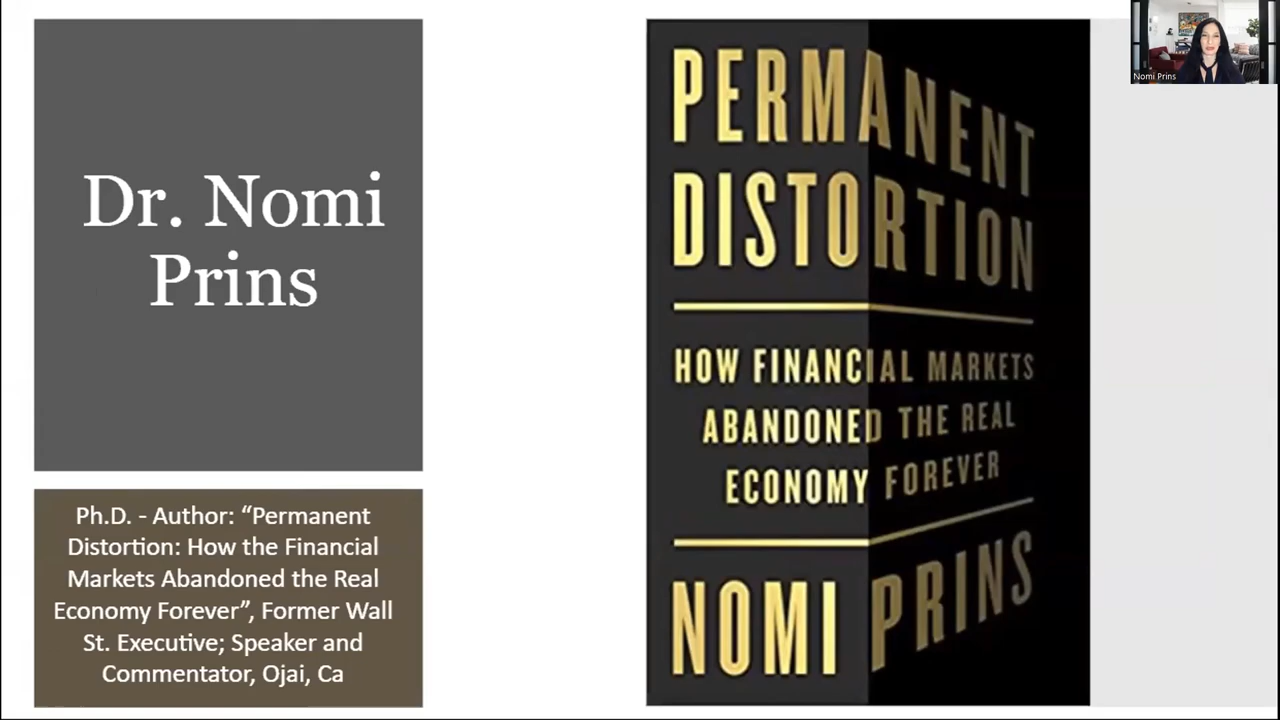 Dr. Nomi
Prins
Ph.D. - Author: “Permanent
Distortion: How the Financial
Markets Abandoned the Real
Economy Forever”, Former Wall
St. Executive; Speaker and
Commentator, Ojai, Ca
PERMANENT
DISTORTION
HOW FINANCIAL MARKETS
ABANDONED THE REAL
ECONOMY FOREVER
NOMI PRINS
Nomi Prins